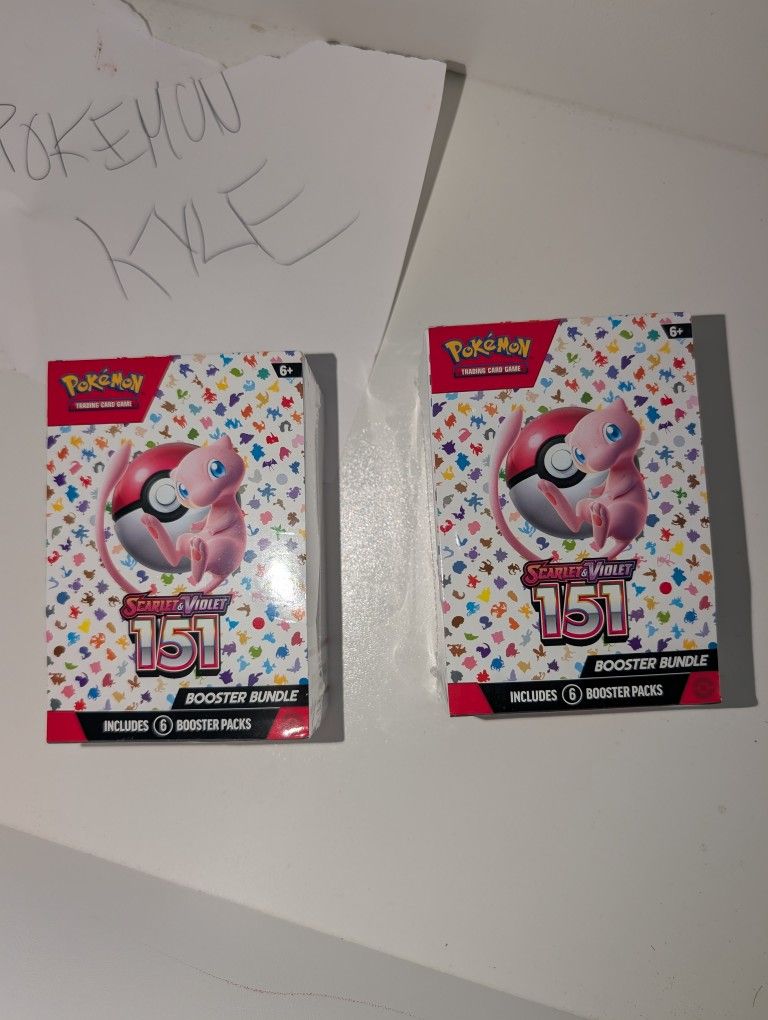 POKEMON
KYLE
Pokémon
TRADING CARD GAME
6+
SCARLET & VIOLET
151
BOOSTER BUNDLE
INCLUDES 6 BOOSTER PACKS
Pokémon
TRADING CARD GAME
6+
SCARLET & VIOLET
151
BOOSTER BUNDLE
INCLUDES 6 BOOSTER PACKS